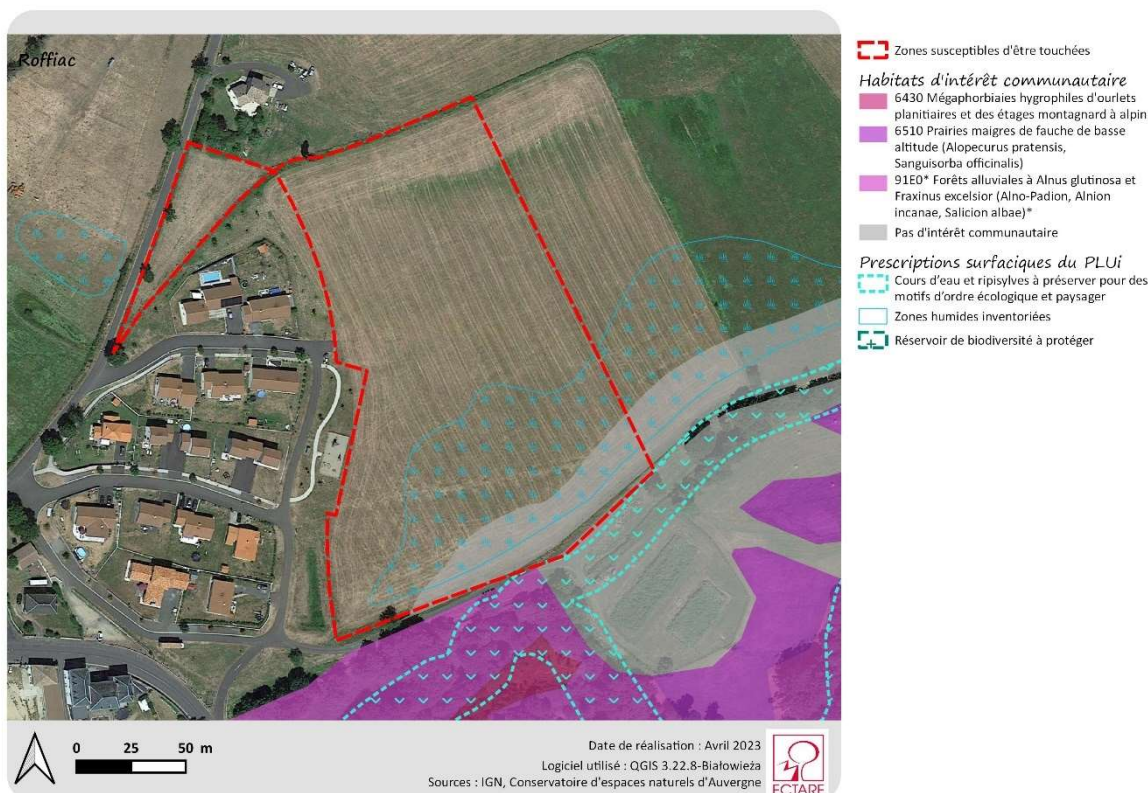 Roffiac
Zones susceptibles d'être touchées
Habitats d'intérêt communautaire
6430 Mégaphorbiaies hygrophiles d'ourlets
planitiaires et des étages montagnard à alpin
6510 Prairies maigres de fauche de basse
altitude (Alopecurus pratensis,
Sanguisorba officinalis)
91E0* Forêts alluviales à Alnus glutinosa et
Fraxinus excelsior (Alno-Padion, Alnion
incanae, Salicion albae)*
Pas d'intérêt communautaire
Prescriptions surfaciques du PLUi
Cours d'eau et ripisylves à préserver pour des
motifs d'ordre écologique et paysager
Zones humides inventoriées
Réservoir de biodiversité à protéger
0 25 50 m
Date de réalisation : Avril 2023
Logiciel utilisé : QGIS 3.22.8-Białowieża
Sources : IGN, Conservatoire d'espaces naturels d'Auvergne
ECTARE